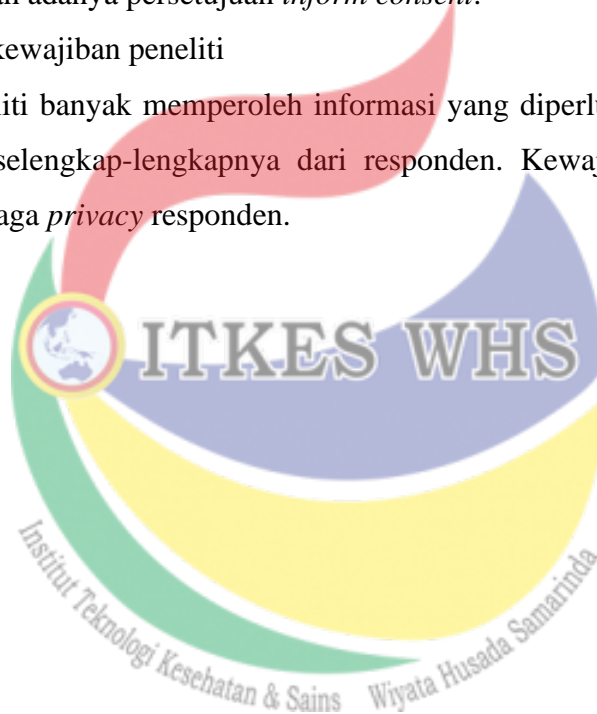 an adanya persetujuan inform consent.
kewajiban peneliti
liti banyak memperoleh informasi yang diperlu
selengkap-lengkapnya dari responden. Kewaj
aga privacy responden.
ITKES WHS
Institut Teknologi Kesehatan & Sains Wiyata Husada Samarinda